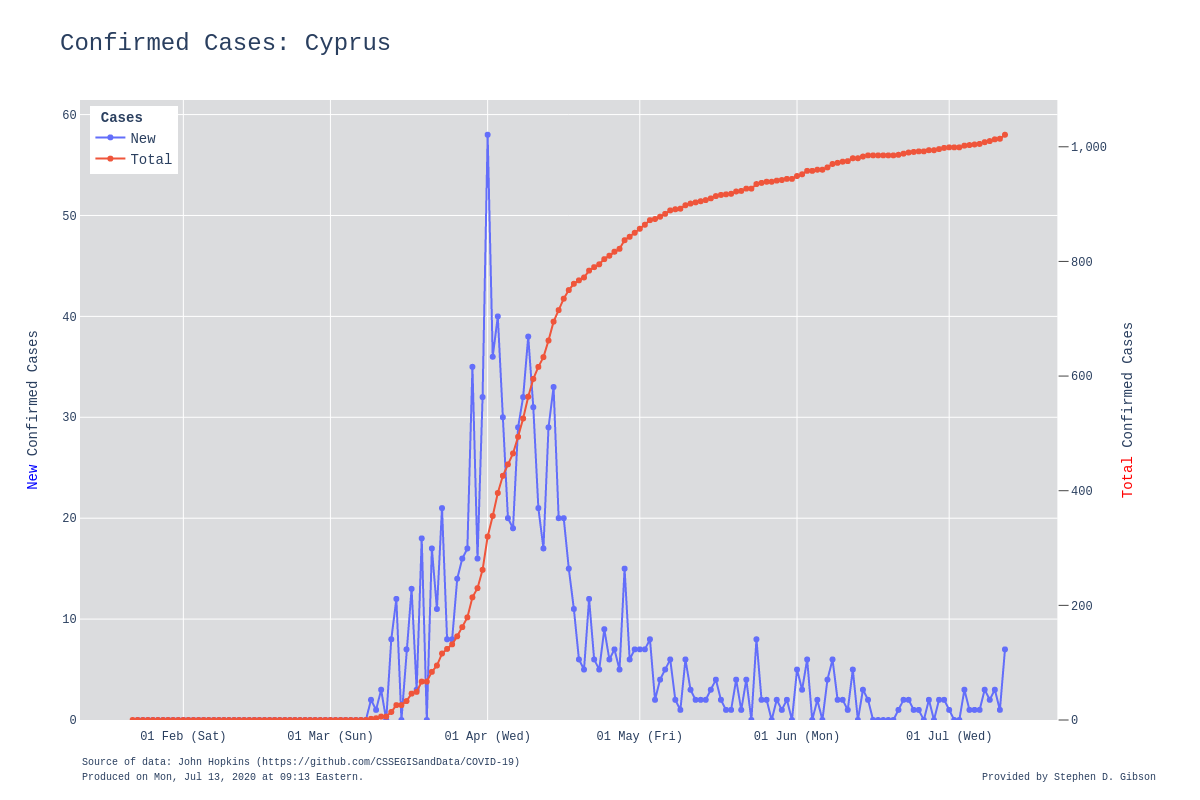 Confirmed Cases: Cyprus
Cases
New
Total
60
50
40
30
20
10
0
1,000
800
600
400
200
0
New Confirmed Cases
Total Confirmed Cases
01 Feb (Sat)
01 Mar (Sun)
01 Apr (Wed)
01 May (Fri)
01 Jun (Mon)
01 Jul (Wed)
Source of data: John Hopkins (https://github.com/CSSEGISandData/COVID-19)
Produced on Mon, Jul 13, 2020 at 09:13 Eastern.
Provided by Stephen D. Gibson